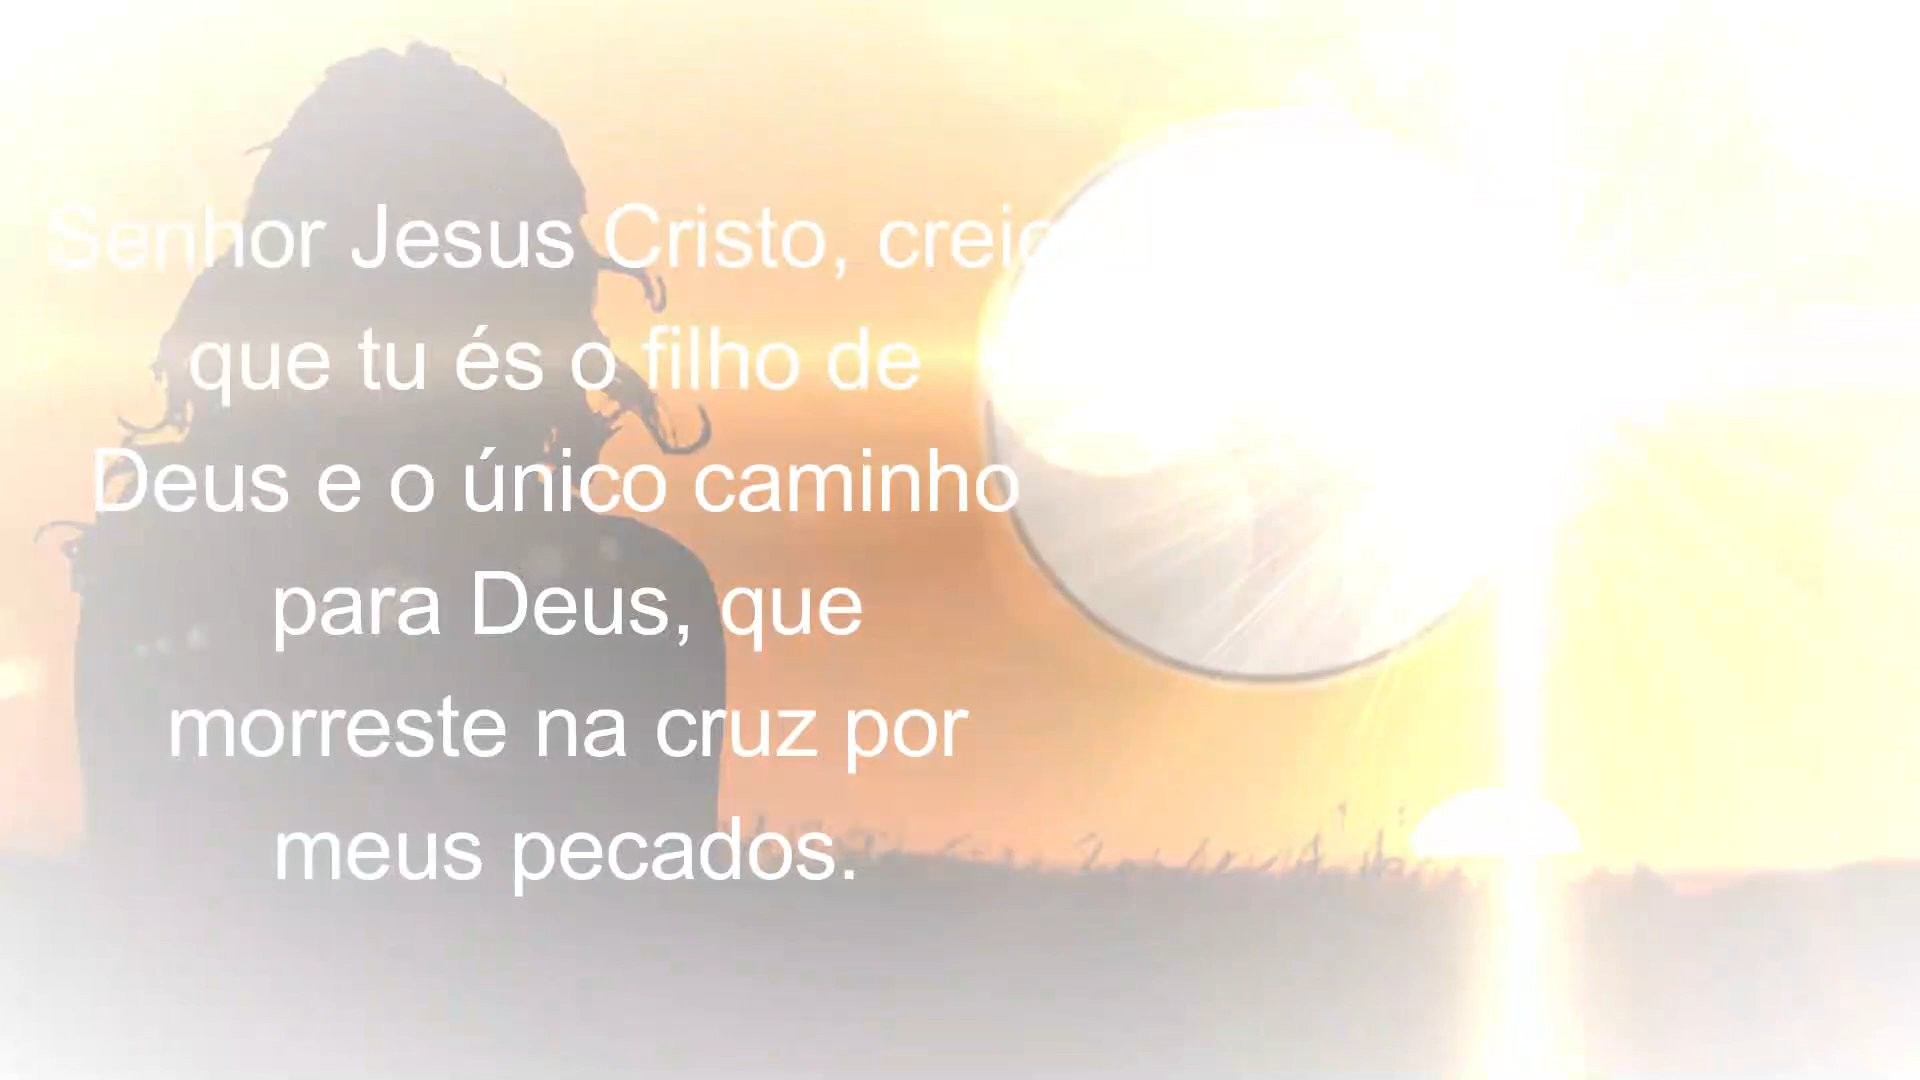 Senhor Jesus Cristo, creio
que tu és o filho de
Deus e o único caminho
para Deus, que
morreste na cruz por
meus pecados.